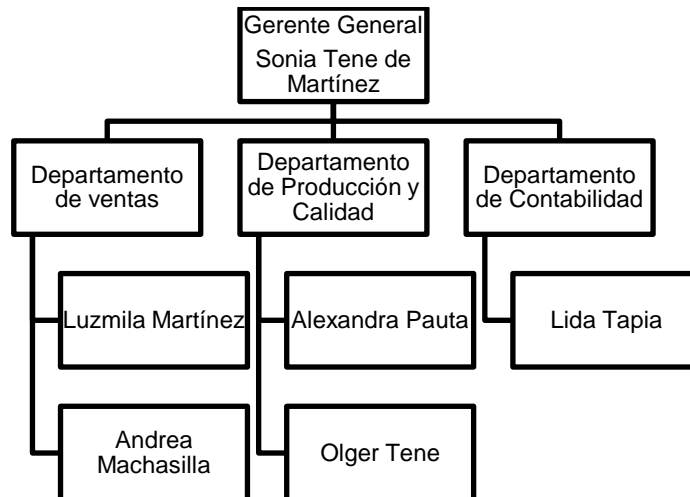 Gerente General
Sonia Tene de
Martínez
Departamento
de ventas
Departamento
de Producción y
Calidad
Departamento
de Contabilidad
Luzmila Martínez
Alexandra Pauta
Lida Tapia
Andrea
Machasilla
Olger Tene